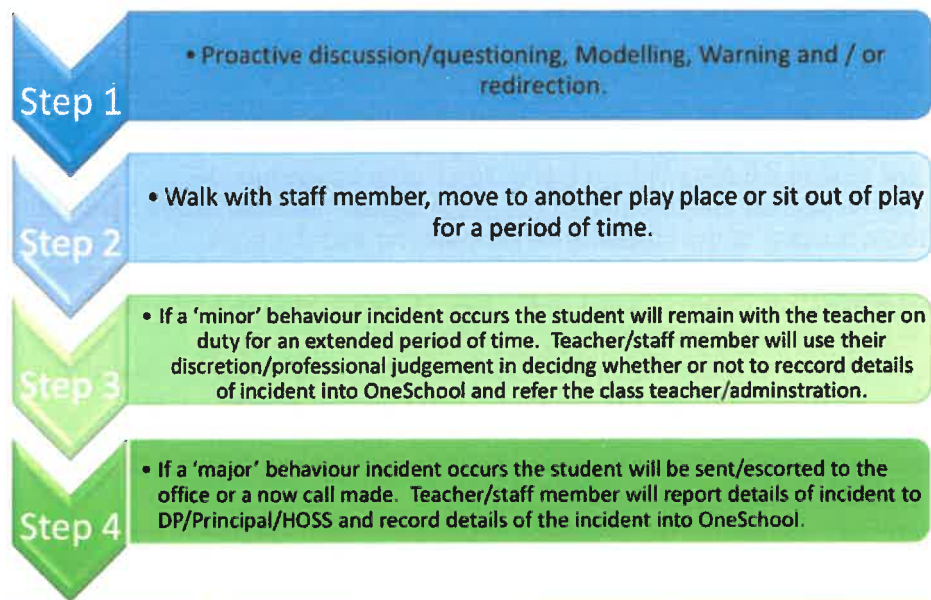 Step 1
• Proactive discussion/questioning, Modelling, Warning and / or
redirection.
Step 2
• Walk with staff member, move to another play place or sit out of play
for a period of time.
Step 3
• If a ‘minor’ behaviour incident occurs the student will remain with the teacher on
duty for an extended period of time. Teacher/staff member will use their
discretion/professional judgement in decidng whether or not to reccord details
of incident into OneSchool and refer the class teacher/adminstration.
Step 4
• If a ‘major’ behaviour incident occurs the student will be sent/escorted to the
office or a now call made. Teacher/staff member will report details of incident to
DP/Principal/HOSS and record details of the incident into OneSchool.